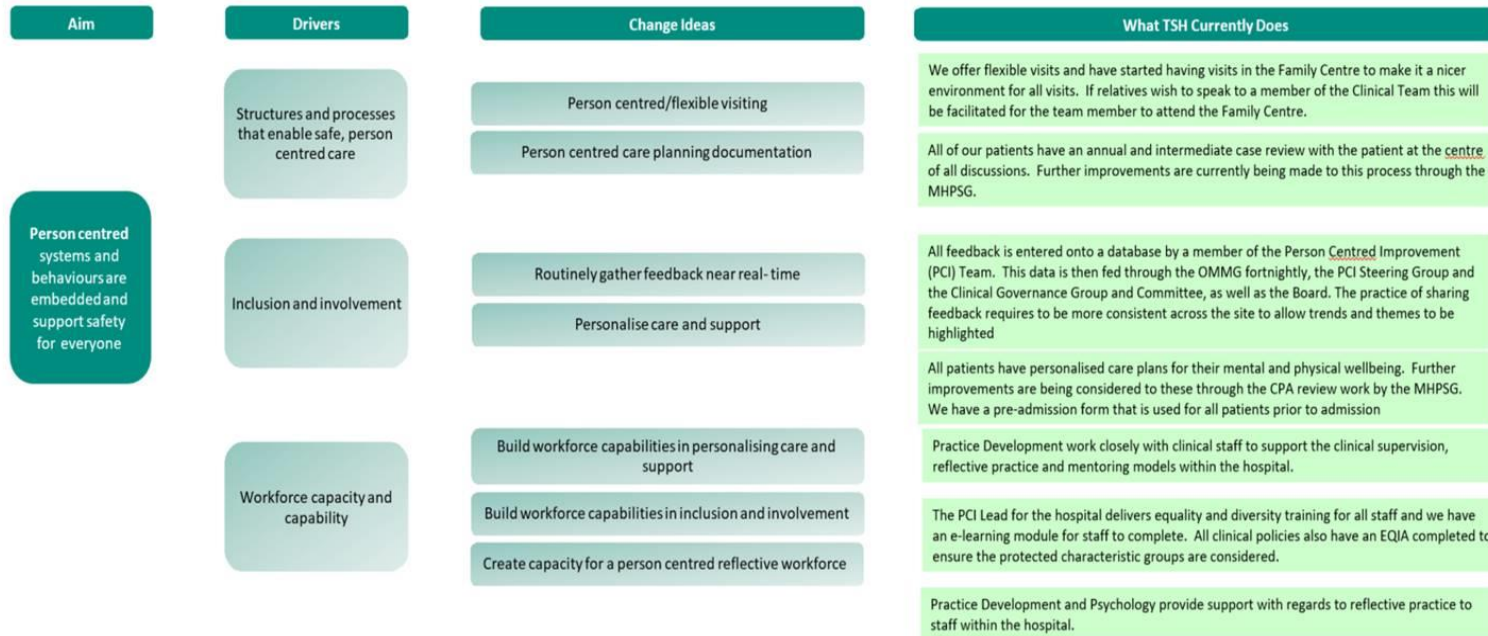 Aim
Drivers
Change Ideas
What TSH Currently Does
Person centred
systems and
behaviours are
embedded and
support safety
for everyone
Structures and processes
that enable safe, person
centred care
Person centred/flexible visiting
Person centred care planning documentation
We offer flexible visits and have started having visits in the Family Centre to make it a nicer
environment for all visits. If relatives wish to speak to a member of the Clinical Team this will
be facilitated for the team member to attend the Family Centre.
All of our patients have an annual and intermediate case review with the patient at the centre
of all discussions. Further improvements are currently being made to this process through the
MHPSG.
Inclusion and involvement
Routinely gather feedback near real- time
Personalise care and support
All feedback is entered onto a database by a member of the Person Centred Improvement
(PCI) Team. This data is then fed through the OMMG fortnightly, the PCI Steering Group and
the Clinical Governance Group and Committee, as well as the Board. The practice of sharing
feedback requires to be more consistent across the site to allow trends and themes to be
highlighted
All patients have personalised care plans for their mental and physical wellbeing. Further
improvements are being considered to these through the CPA review work by the MHPSG.
We have a pre-admission form that is used for all patients prior to admission
Workforce capacity and
capability
Build workforce capabilities in personalising care and
support
Build workforce capabilities in inclusion and involvement
Create capacity for a person centred reflective workforce
Practice Development work closely with clinical staff to support the clinical supervision,
reflective practice and mentoring models within the hospital.
The PCI Lead for the hospital delivers equality and diversity training for all staff and we have
an e-learning module for staff to complete. All clinical policies also have an EQIA completed to
ensure the protected characteristic groups are considered.
Practice Development and Psychology provide support with regards to reflective practice to
staff within the hospital.